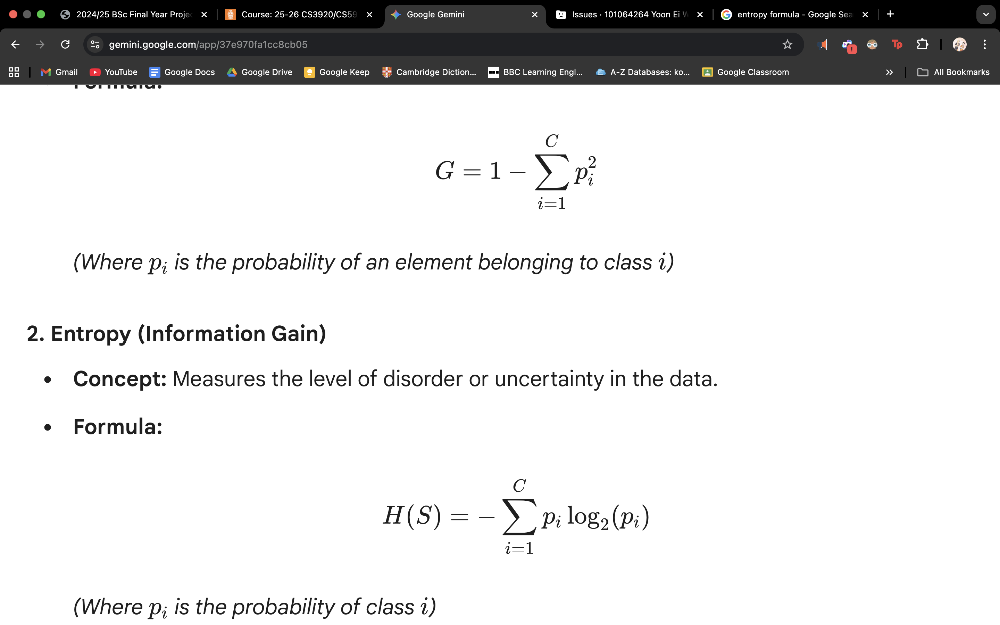 2024/25 BSc Final Year Projec
Course: 25-26 CS3920/CS59
Google Gemini
Issues · 101064264 Yoon Ei W
entropy formula - Google Sea
gemini.google.com/app/37e970fa1cc8cb05
Gmail
YouTube
Google Docs
Google Drive
Google Keep
Cambridge Diction...
BBC Learning Engl...
A-Z Databases: ko...
Google Classroom
All Bookmarks
Formula:
G = 1 − ∑_{i=1}^{C} p_i^2
(Where p_i is the probability of an element belonging to class i)
2. Entropy (Information Gain)
• Concept: Measures the level of disorder or uncertainty in the data.
• Formula:
H(S) = − ∑_{i=1}^{C} p_i log_2(p_i)
(Where p_i is the probability of class i)